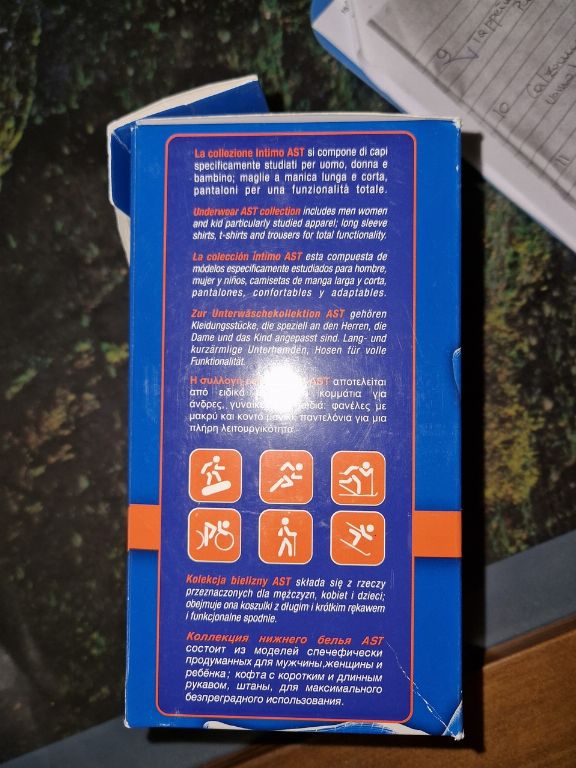 9
Tappeti
10
11
La collezione Intimo AST si compone di capi
specificamente studiati per uomo, donna e
bambino; maglie a manica lunga e corta,
pantaloni per una funzionalità totale.
Underwear AST collection includes men women
and kid particularly studied apparel; long sleeve
shirts, t-shirts and trousers for total functionality.
La colección íntimo AST esta compuesta de
módelos especificamente estudiados para hombre,
mujer y niños, camisetas de manga larga y corta,
pantalones, confortables y adaptables.
Zur Unterwäschekollektion AST gehören
Kleidungsstücke, die speziell an den Herren, die
Dame und das Kind angepasst sind. Lang- und
kurzärmlige Unterhemden, Hosen für volle
Funktionalität.
Η συλλογή AST αποτελείται
από ειδικά κομμάτια για
άνδρες, φανέλες με
μακρύ και κοντό παντελόνια για μια
πλήρη λειτουργικότητα.
Kolekcja bielizny AST składa się z rzeczy
przeznaczonych dla mężczyzn, kobiet i dzieci;
obejmuje ona koszulki z długim i krótkim rękawem
i funkcjonalne spodnie.
Коллекция нижнего белья AST
состоит из моделей спечефически
продуманных для мужчины,женщины и
ребёнка; кофта с коротким и длинным
рукавом, штаны, для максимального
безпреградного использования.